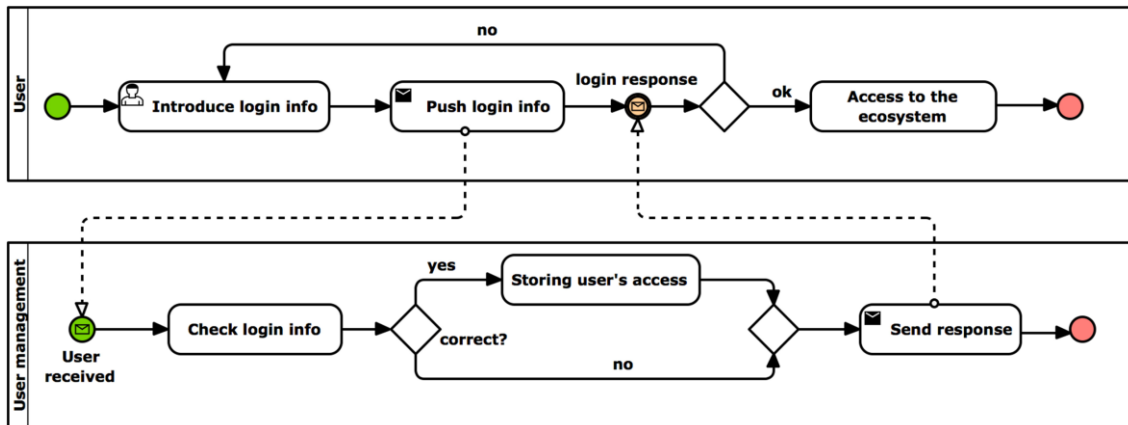 User
no
Introduce login info
Push login info
login response
ok
Access to the
ecosystem
User management
User
received
Check login info
yes
correct?
no
Storing user's access
Send response